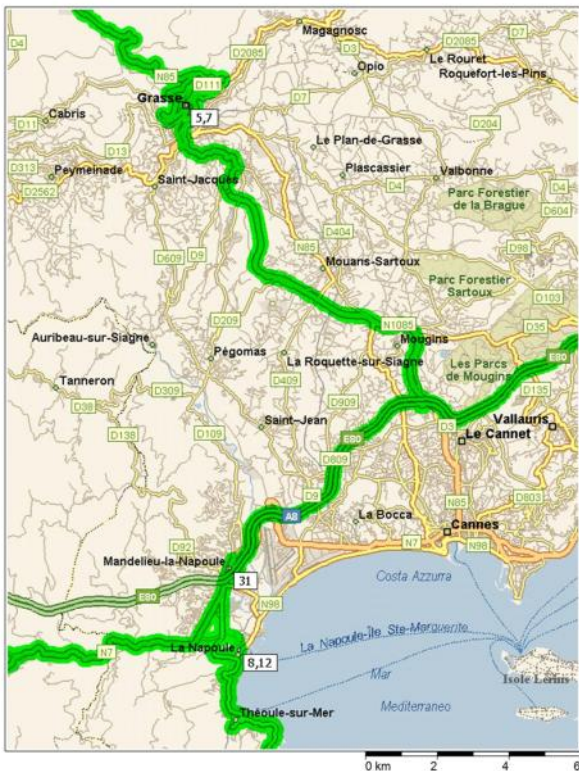 Magagnosc
D4
D2085
D7
D3
D2085
Le Rouret
N85
D111
Opio
Roquefort-les-Pins
Grasse
D7
5,7
Cabris
D11
D204
D13
Le Plan-de-Grasse
D313
Peymeinade
Plascassier
Valbonne
D2562
Saint-Jacques
D4
D4
Parc Forestier
de la Brague
D604
D404
D9
N85
D98
D609
Mouans-Sartoux
Parc Forestier
Sartoux
D103
D209
N1085
D35
Auribeau-sur-Siagne
Mougins
E80
Pégomas
La Roquette-sur-Siagne
Les Parcs
de Mougins
Tanneron
D309
D409
D135
D38
D909
Vallauris
D138
D109
Saint-Jean
E80
D3
Le Cannet
D809
D9
N85
D803
A8
La Bocca
Cannes
D92
N7
N98
Mandelieu-la-Napoule
31
Costa Azzurra
E80
N98
La Napoule-Île Ste-Marguerite
N7
La Napoule
8,12
Mar
Isole Lerins
Mediterraneo
Théoule-sur-Mer
0 km 2 4 6